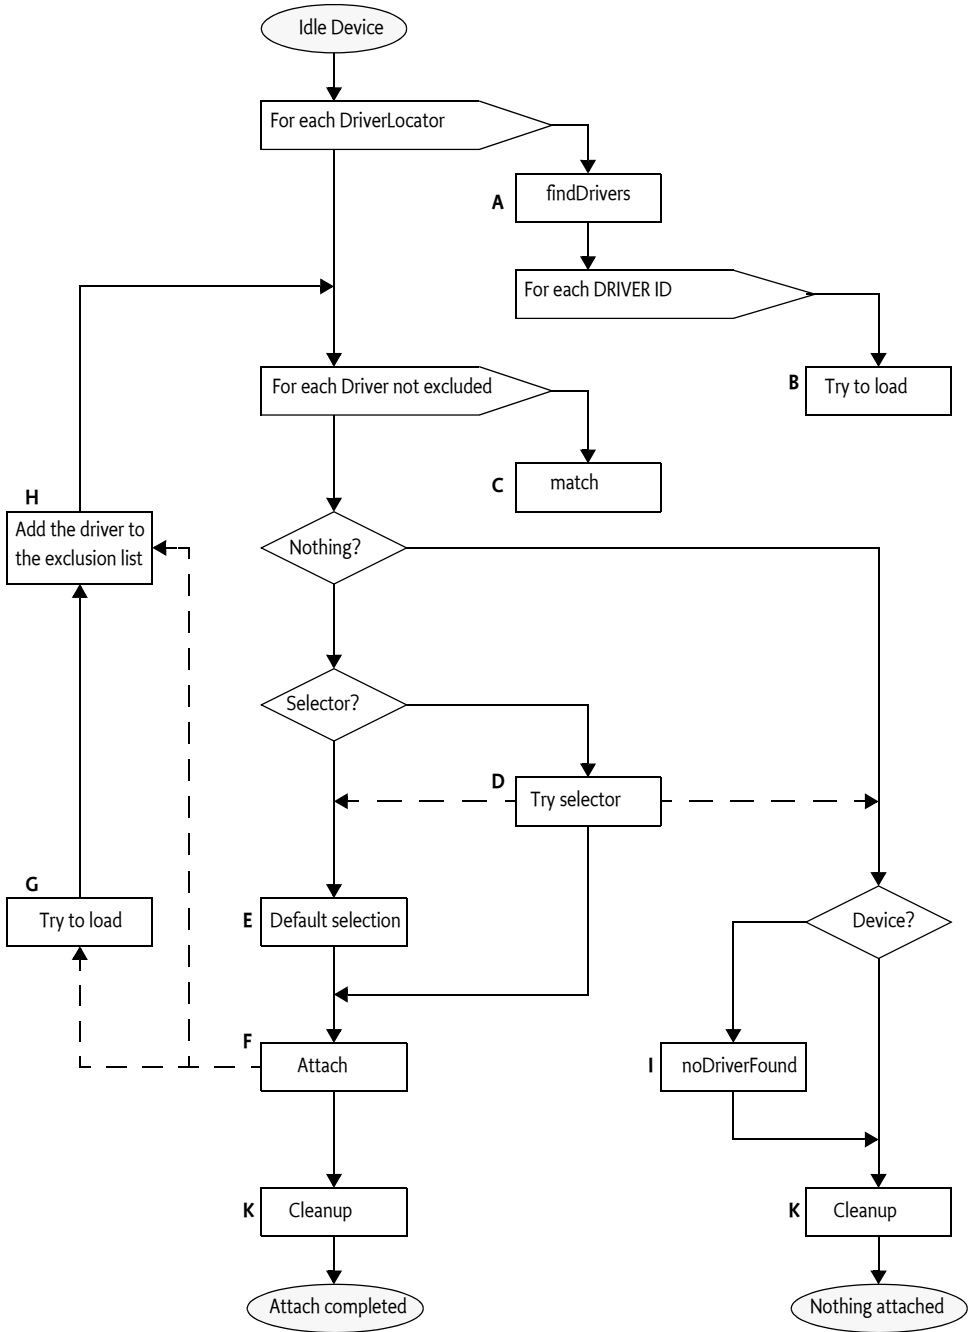 Idle Device
For each DriverLocator
A
findDrivers
For each DRIVER ID
B
Try to load
For each Driver not excluded
C
match
H
Add the driver to
the exclusion list
Nothing?
Selector?
D
Try selector
G
Try to load
E
Default selection
Device?
F
Attach
I
noDriverFound
K
Cleanup
K
Cleanup
Attach completed
Nothing attached